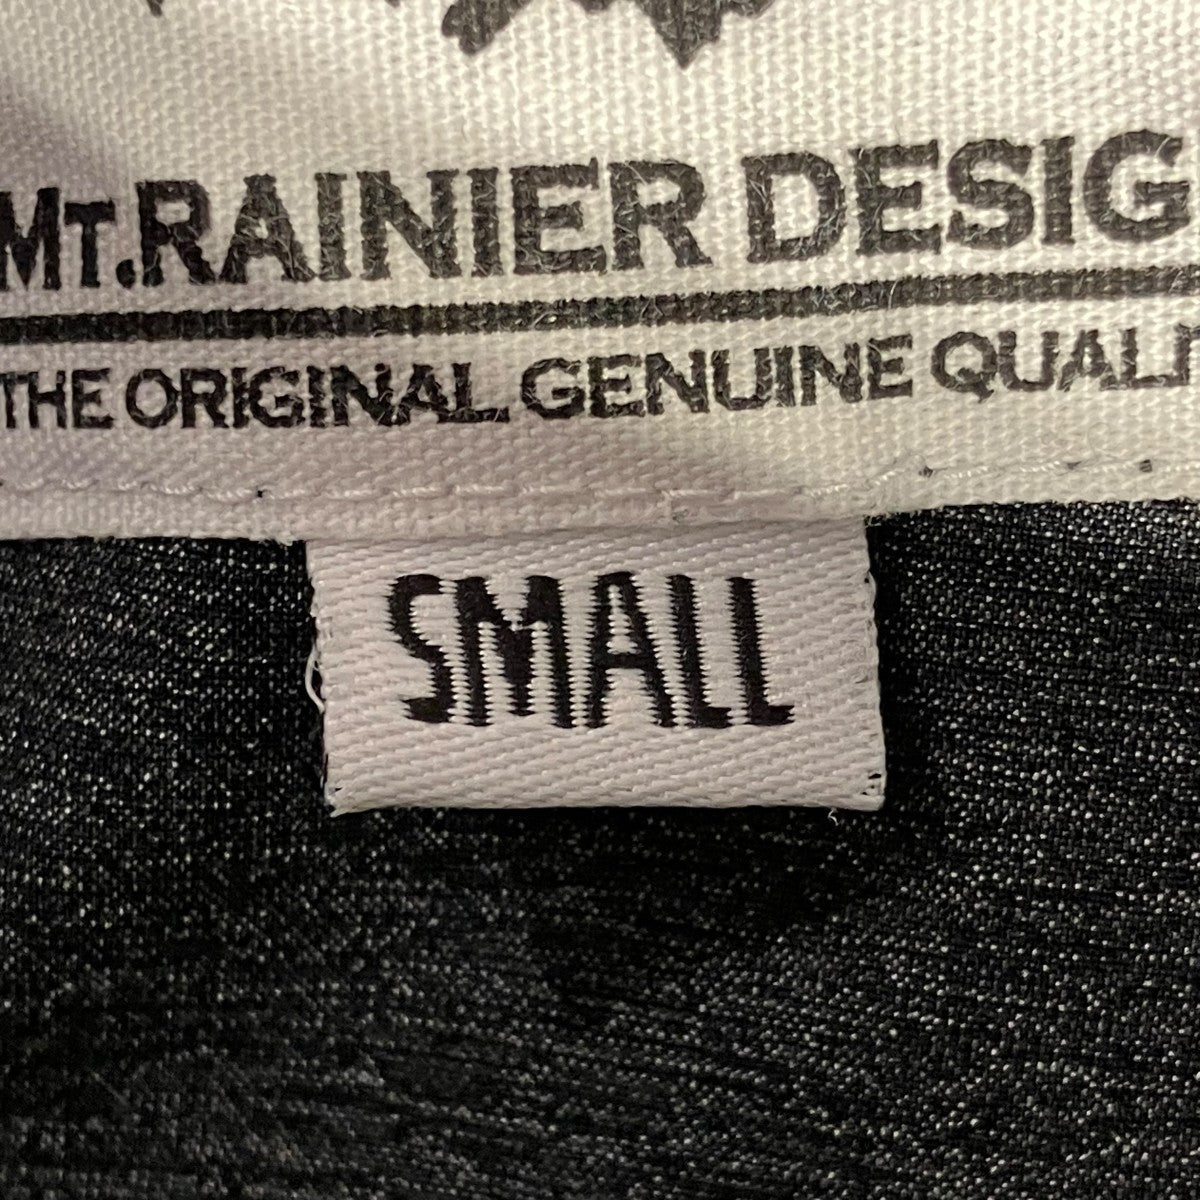 Mt.RAINIER DESIG
THE ORIGINAL GENUINE QUALI
SMALL